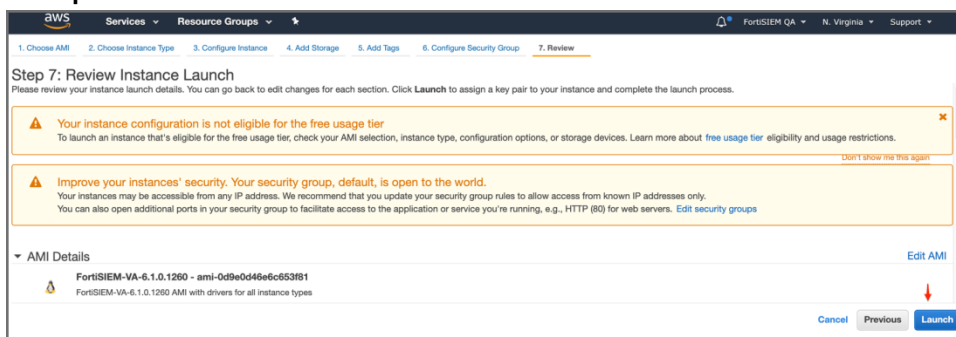 aws Services Resource Groups FortiSIEM QA N. Virginia Support
1. Choose AMI 2. Choose Instance Type 3. Configure Instance 4. Add Storage 5. Add Tags 6. Configure Security Group 7. Review
Step 7: Review Instance Launch
Please review your instance launch details. You can go back to edit changes for each section. Click Launch to assign a key pair to your instance and complete the launch process.
Your instance configuration is not eligible for the free usage tier
To launch an instance that's eligible for the free usage tier, check your AMI selection, instance type, configuration options, or storage devices. Learn more about free usage tier eligibility and usage restrictions.
Don't show me this again
Improve your instances' security. Your security group, default, is open to the world.
Your instances may be accessible from any IP address. We recommend that you update your security group rules to allow access from known IP addresses only.
You can also open additional ports in your security group to facilitate access to the application or service you're running, e.g., HTTP (80) for web servers. Edit security groups
AMI Details Edit AMI
FortiSIEM-VA-6.1.0.1260 - ami-0d9e0d46e6c653f81
FortiSIEM-VA-6.1.0.1260 AMI with drivers for all instance types
Cancel Previous Launch